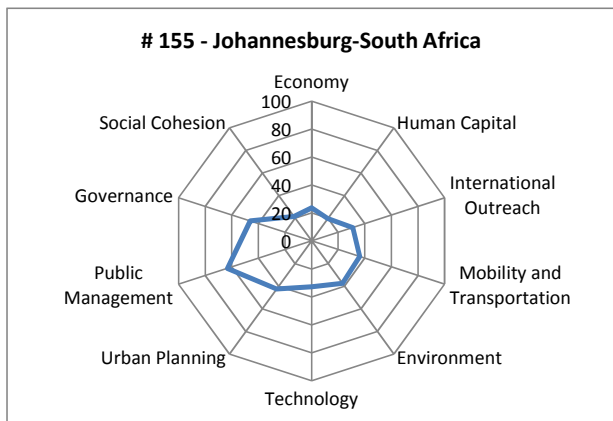 # 155 - Johannesburg-South Africa
Economy
Human Capital
International
Outreach
Mobility and
Transportation
Environment
Technology
Urban Planning
Public
Management
Governance
Social Cohesion
100
80
60
40
20
0